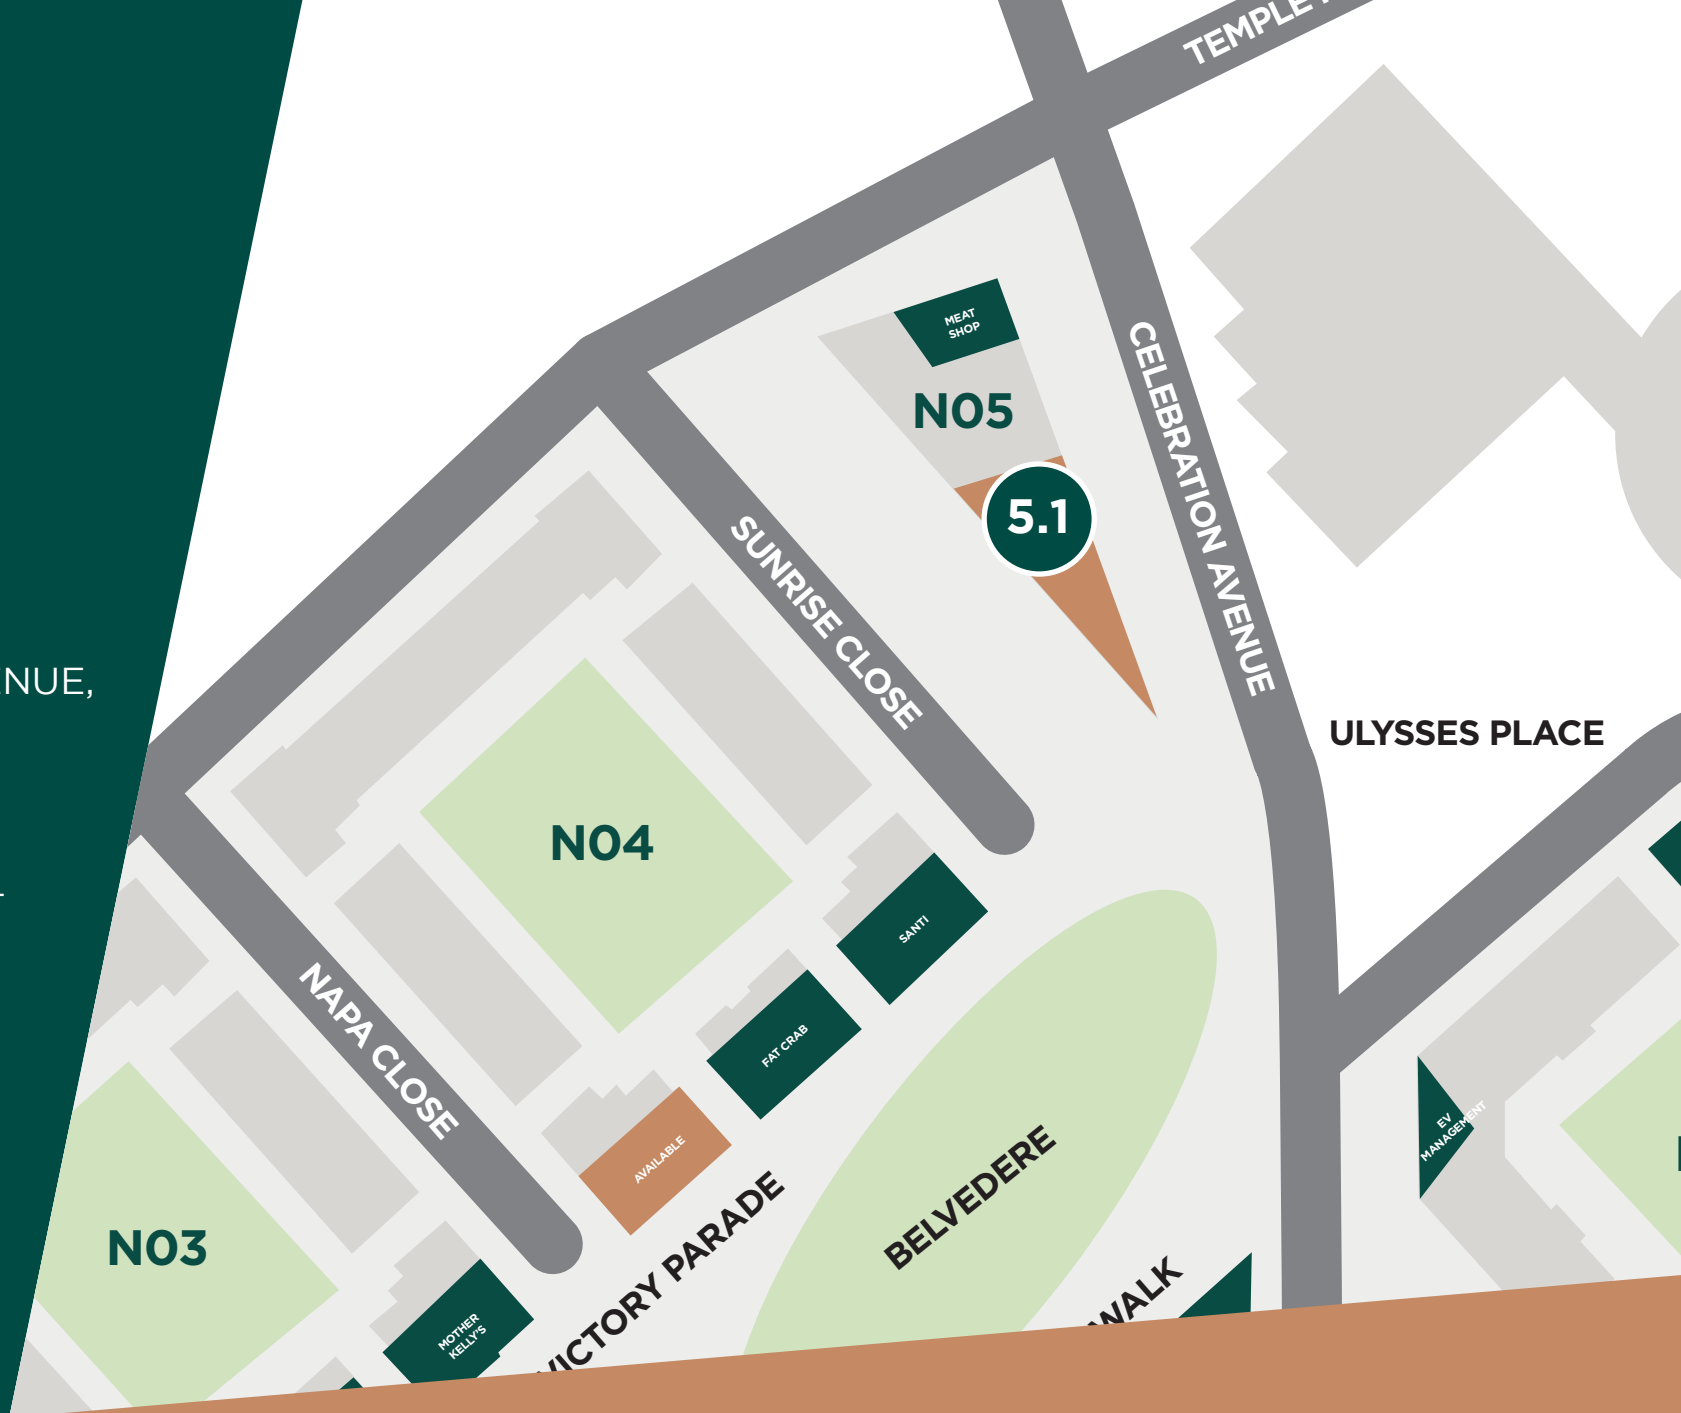 TEMPLE
MEAT
SHOP
N05
CELEBRATION AVENUE
5.1
SUNRISE CLOSE
ENUE,
ULYSSES PLACE
N04
SANTI
NAPA CLOSE
FAT CRAB
EV
MANAGEMENT
AVAILABLE
BELVEDERE
VICTORY PARADE
N03
WALK
MOTHER
KELLY'S